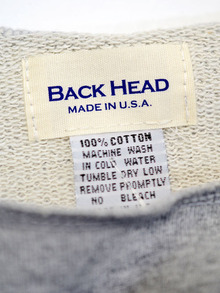 BACK HEAD
MADE IN U.S.A.
100% COTTON
MACHINE WASH
IN COLD WATER
TUMBLE DRY LOW
REMOVE PROMPTLY
NO BLEACH